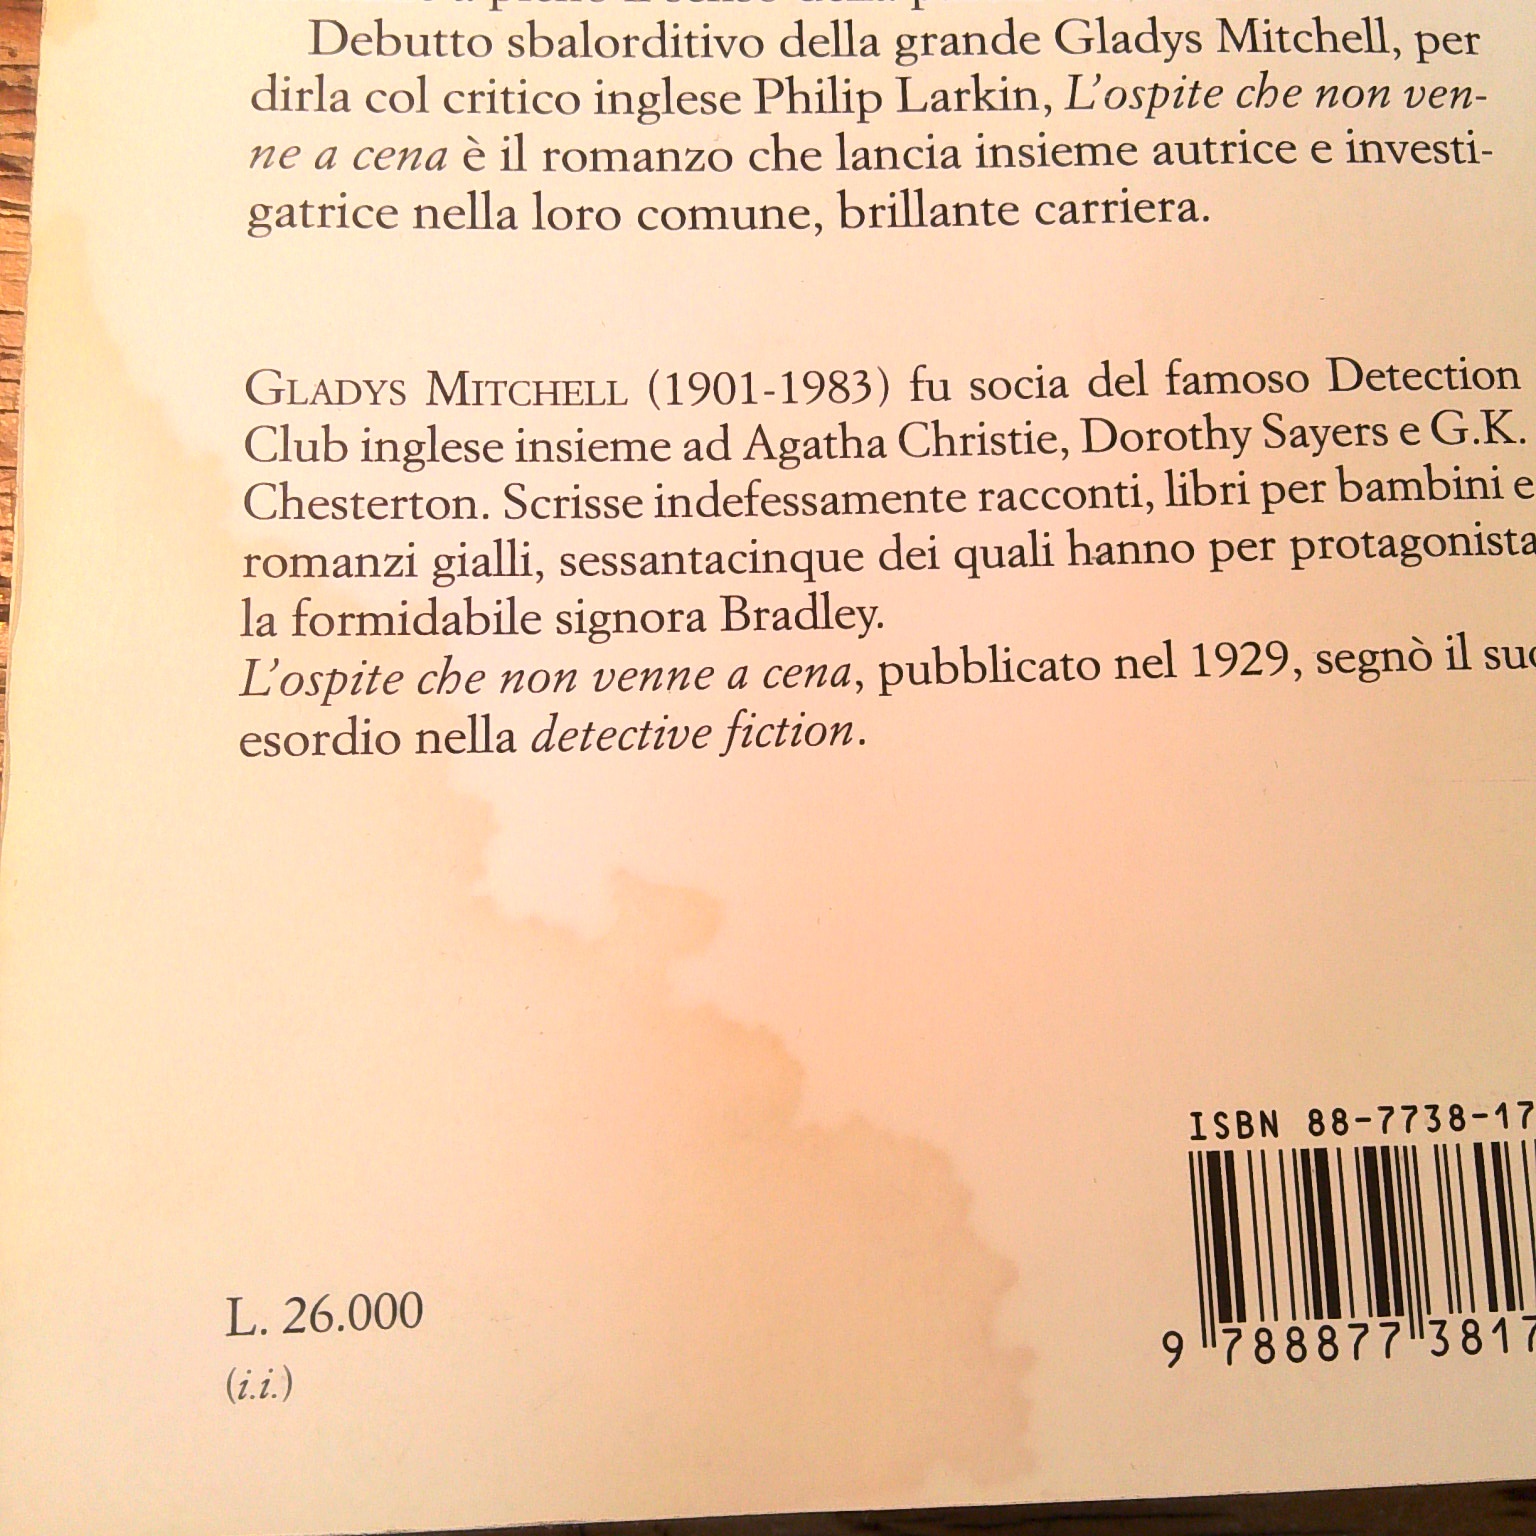 Debutto sbalorditivo della grande Gladys Mitchell, per
dirla col critico inglese Philip Larkin, L'ospite che non ven-
ne a cena è il romanzo che lancia insieme autrice e investi-
gatrice nella loro comune, brillante carriera.
GLADYS MITCHELL (1901-1983) fu socia del famoso Detection
Club inglese insieme ad Agatha Christie, Dorothy Sayers e G.K.
Chesterton. Scrisse indefessamente racconti, libri per bambini e
romanzi gialli, sessantacinque dei quali hanno per protagonista
la formidabile signora Bradley.
L'ospite che non venne a cena, pubblicato nel 1929, segnò il suo
esordio nella detective fiction.
ISBN 88-7738-17
9 788877 3817
L. 26.000
(i.i.)